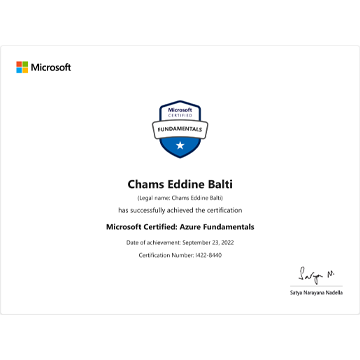 Microsoft
Microsoft
CERTIFIED
FUNDAMENTALS
Chams Eddine Balti
(Legal name: Chams Eddine Balti)
has successfully achieved the certification
Microsoft Certified: Azure Fundamentals
Date of achievement: September 23, 2022
Certification Number: I422-8440
Satya N.
Satya Narayana Nadella